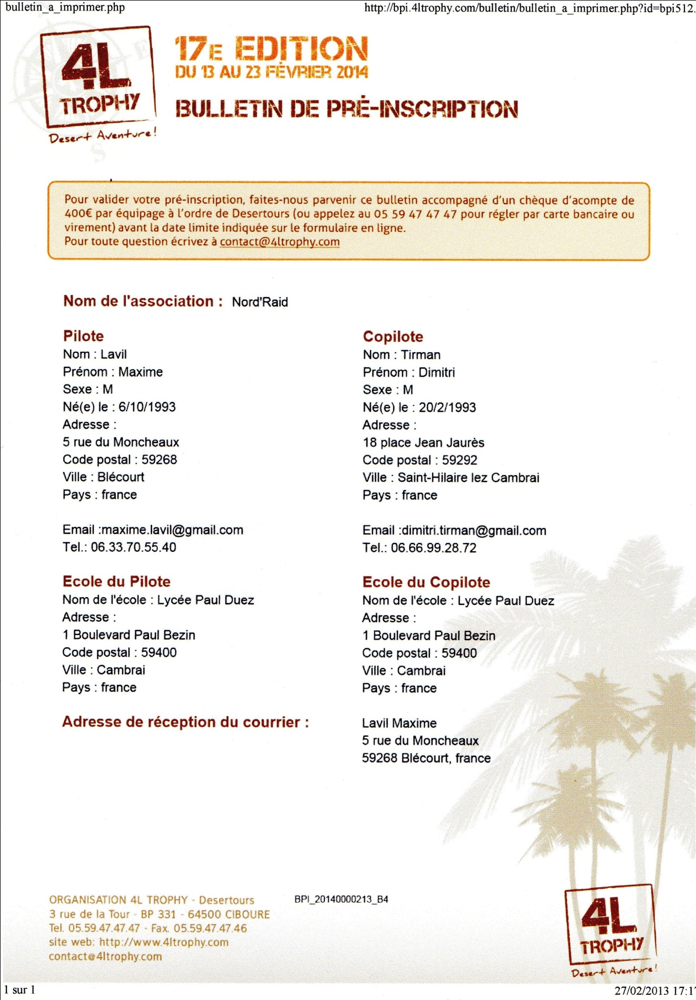 bulletin_a_imprimer.php
http://bpi.4ltrophy.com/bulletin/bulletin_a_imprimer.php?id=bpi512.
4L
TROPHY
Desert Aventure!
17E EDITION
DU 13 AU 23 FÉVRIER 2014
BULLETIN DE PRÉ-INSCRIPTION
E
S
Pour valider votre pré-inscription, faites-nous parvenir ce bulletin accompagné d'un chèque d'acompte de
400€ par équipage à l'ordre de Desertours (ou appelez au 05 59 47 47 47 pour régler par carte bancaire ou
virement) avant la date limite indiquée sur le formulaire en ligne.
Pour toute question écrivez à contact@4ltrophy.com
Nom de l'association : Nord'Raid
Pilote
Nom : Lavil
Prénom : Maxime
Sexe : M
Né(e) le : 6/10/1993
Adresse :
5 rue du Moncheaux
Code postal : 59268
Ville : Blécourt
Pays : france
Email :maxime.lavil@gmail.com
Tel.: 06.33.70.55.40
Copilote
Nom : Tirman
Prénom : Dimitri
Sexe : M
Né(e) le : 20/2/1993
Adresse :
18 place Jean Jaurès
Code postal : 59292
Ville : Saint-Hilaire lez Cambrai
Pays : france
Email :dimitri.tirman@gmail.com
Tel.: 06.66.99.28.72
Ecole du Pilote
Nom de l'école : Lycée Paul Duez
Adresse :
1 Boulevard Paul Bezin
Code postal : 59400
Ville : Cambrai
Pays : france
Ecole du Copilote
Nom de l'école : Lycée Paul Duez
Adresse :
1 Boulevard Paul Bezin
Code postal : 59400
Ville : Cambrai
Pays : france
Adresse de réception du courrier :
Lavil Maxime
5 rue du Moncheaux
59268 Blécourt, france
ORGANISATION 4L TROPHY - Desertours
3 rue de la Tour - BP 331 - 64500 CIBOURE
Tel. 05.59.47.47.47 - Fax. 05.59.47.47.46
site web: http://www.4ltrophy.com
contact@4ltrophy.com
BPI_20140000213_B4
4L
TROPHY
Desert Aventure!
1 sur 1
27/02/2013 17:17